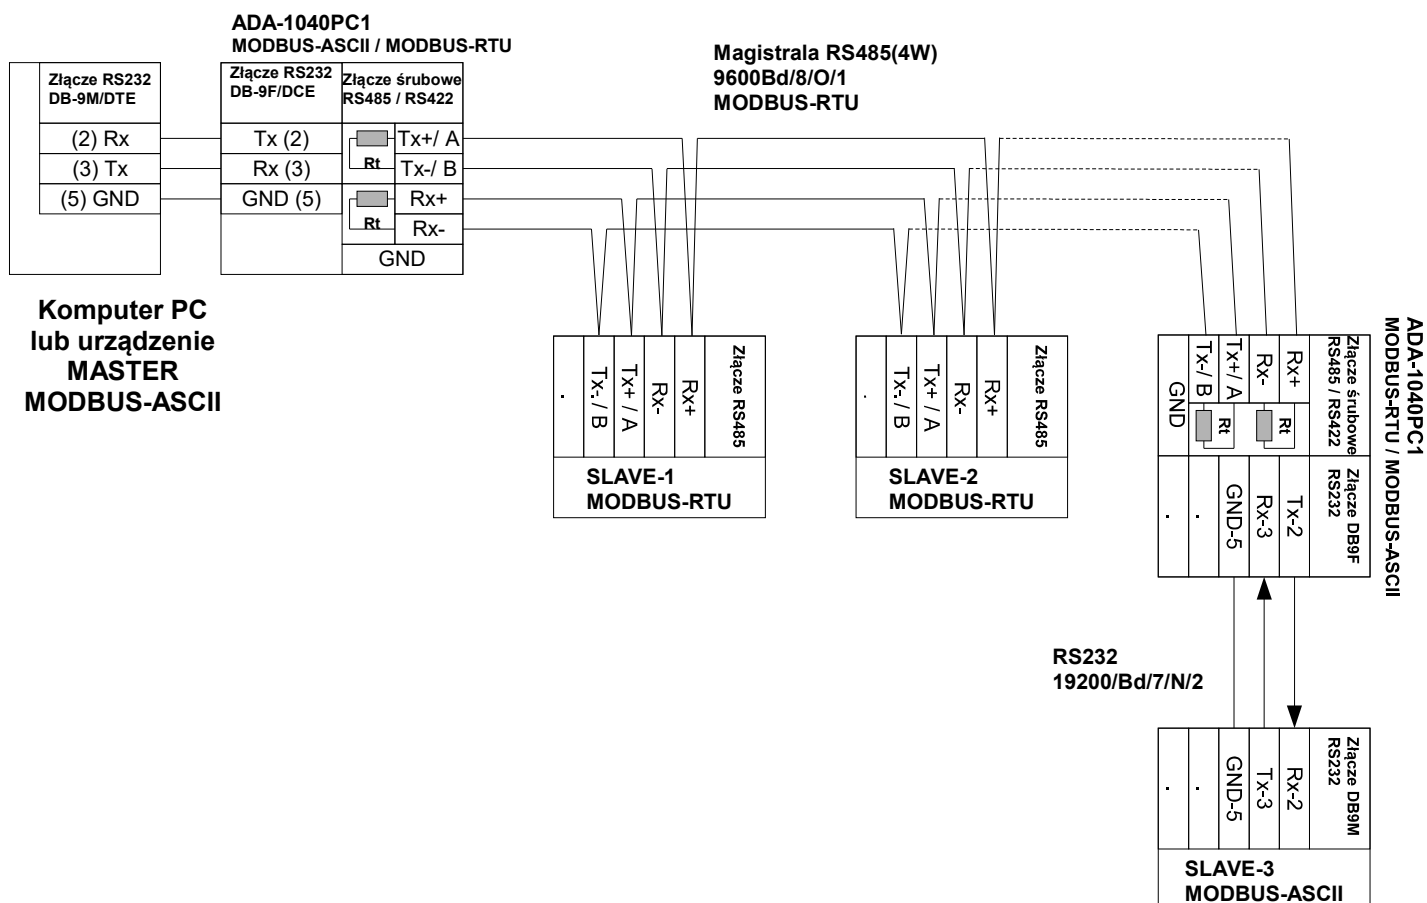 ADA-1040PC1
MODBUS-ASCII / MODBUS-RTU
Magistrala RS485(4W)
9600Bd/8/O/1
MODBUS-RTU
Złącze RS232
DB-9M/DTE
(2) Rx
(3) Tx
(5) GND
Złącze RS232
DB-9F/DCE
Tx (2)
Rx (3)
GND (5)
Złącze śrubowe
RS485 / RS422
Rt
Tx+/ A
Tx-/ B
Rt
Rx+
Rx-
GND
Komputer PC
lub urządzenie
MASTER
MODBUS-ASCII
Złącze RS485
Rx+
Rx-
Tx+ / A
Tx-. / B
.
SLAVE-1
MODBUS-RTU
Złącze RS485
Rx+
Rx-
Tx+ / A
Tx-. / B
.
SLAVE-2
MODBUS-RTU
ADA-1040PC1
MODBUS-RTU / MODBUS-ASCII
Złącze śrubowe
RS485 / RS422
Rx+
Rx-
Tx+/ A
Tx-/ B
GND
Rt
Rt
Złącze DB9F
RS232
Tx-2
Rx-3
GND-5
.
.
RS232
19200/Bd/7/N/2
Złącze DB9M
RS232
Rx-2
Tx-3
GND-5
.
.
SLAVE-3
MODBUS-ASCII